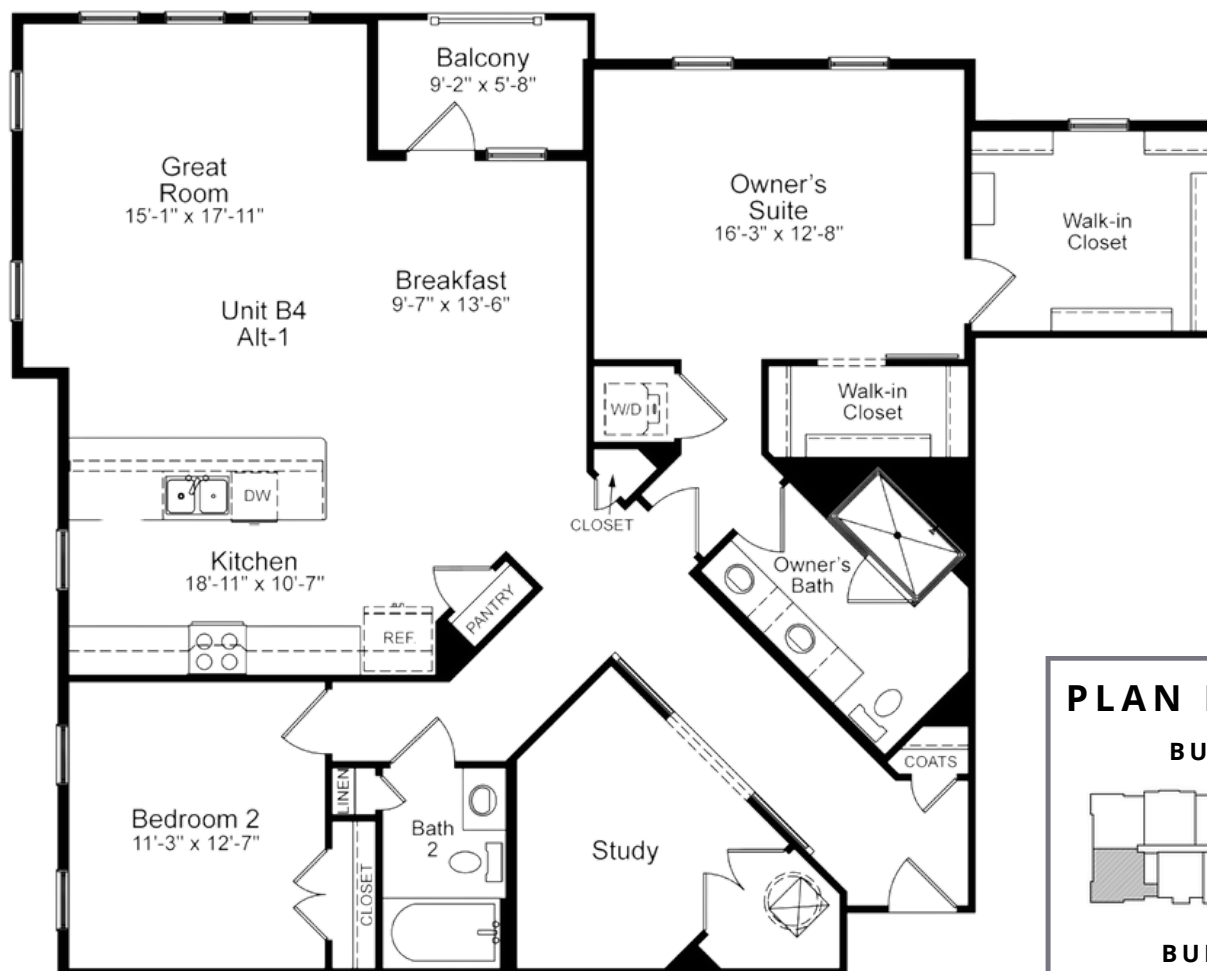 Balcony
9'-2" x 5'-8"
Great
Room
15'-1" x 17'-11"
Owner's
Suite
16'-3" x 12'-8"
Walk-in
Closet
Breakfast
9'-7" x 13'-6"
Unit B4
Alt-1
W/D
Walk-in
Closet
DW
CLOSET
Kitchen
18'-11" x 10'-7"
Owner's
Bath
PANTRY
REF.
PLAN
BU
COATS
LINEN
Bedroom 2
11'-3" x 12'-7"
Bath
2
Study
CLOSET
BU